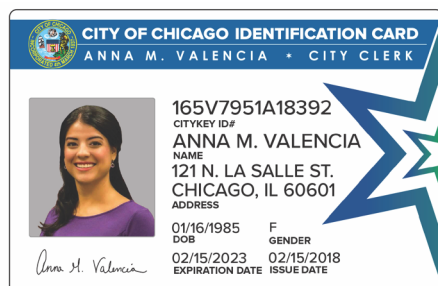 CITY OF CHICAGO IDENTIFICATION CARD
ANNA M. VALENCIA * CITY CLERK
165V7951A18392
CITYKEY ID#
ANNA M. VALENCIA
NAME
121 N. LA SALLE ST.
CHICAGO, IL 60601
ADDRESS
01/16/1985 F
DOB GENDER
02/15/2023 02/15/2018
EXPIRATION DATE ISSUE DATE
Anna M. Valencia